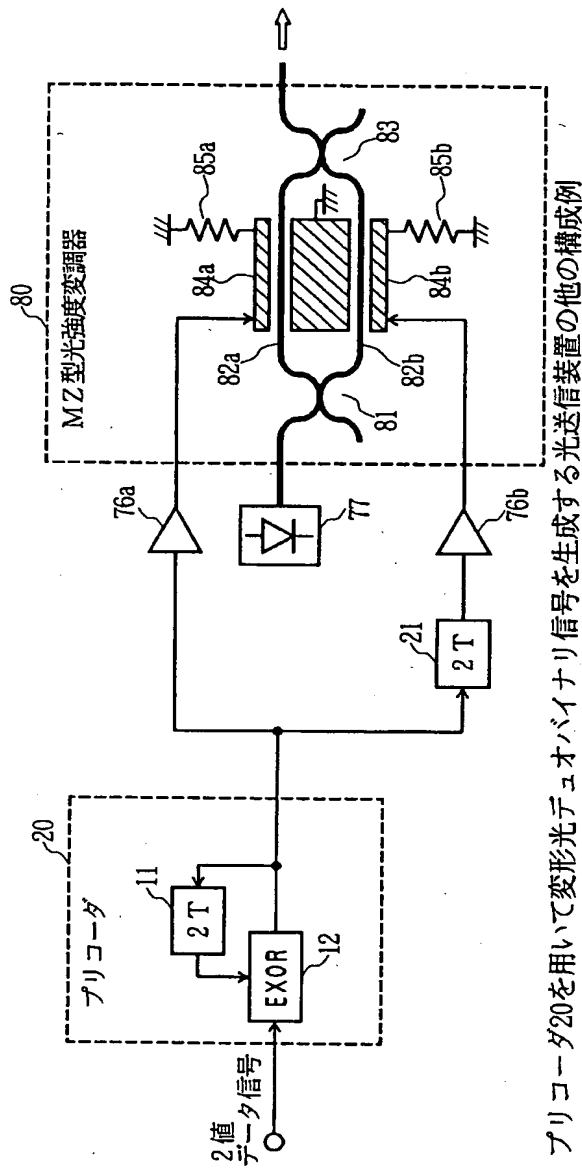 2値
データ信号
プリコーダ
20
2T
11
EXOR
12
2T
21
76a
76b
77
MZ型光強度変調器
80
81
82a
82b
83
84a
84b
85a
85b
プリコーダ20を用いて変形光デュオバイナリ信号を生成する光送信装置の他の構成例